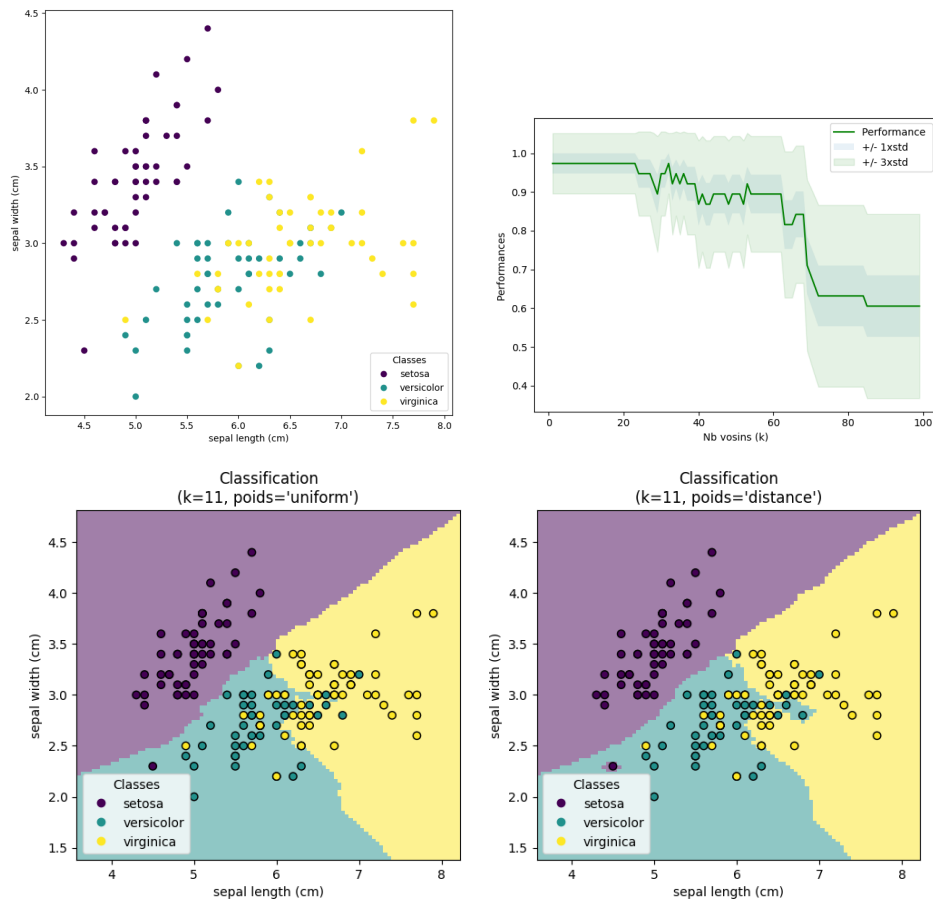 4.5
4.0
3.5
3.0
2.5
2.0
sepal width (cm)
4.5 5.0 5.5 6.0 6.5 7.0 7.5 8.0
sepal length (cm)
Classes
setosa
versicolor
virginica
1.0
0.9
0.8
0.7
0.6
0.5
0.4
Performances
Performance
+/- 1xstd
+/- 3xstd
0 20 40 60 80 100
Nb vosins (k)
Classification
(k=11, poids='uniform')
4.5
4.0
3.5
3.0
2.5
2.0
1.5
sepal width (cm)
Classes
setosa
versicolor
virginica
4 5 6 7 8
sepal length (cm)
Classification
(k=11, poids='distance')
4.5
4.0
3.5
3.0
2.5
2.0
1.5
sepal width (cm)
Classes
setosa
versicolor
virginica
4 5 6 7 8
sepal length (cm)